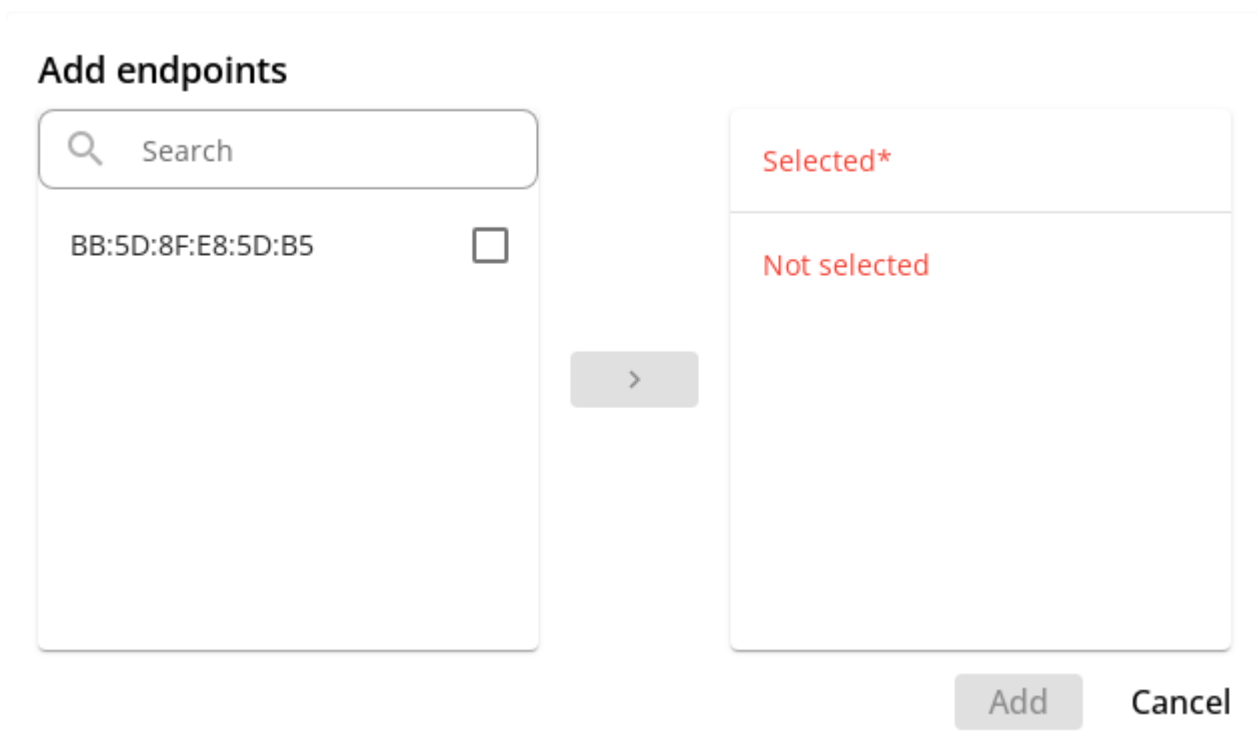 Add endpoints
Search
BB:5D:8F:E8:5D:B5
>
Selected*
Not selected
Add
Cancel